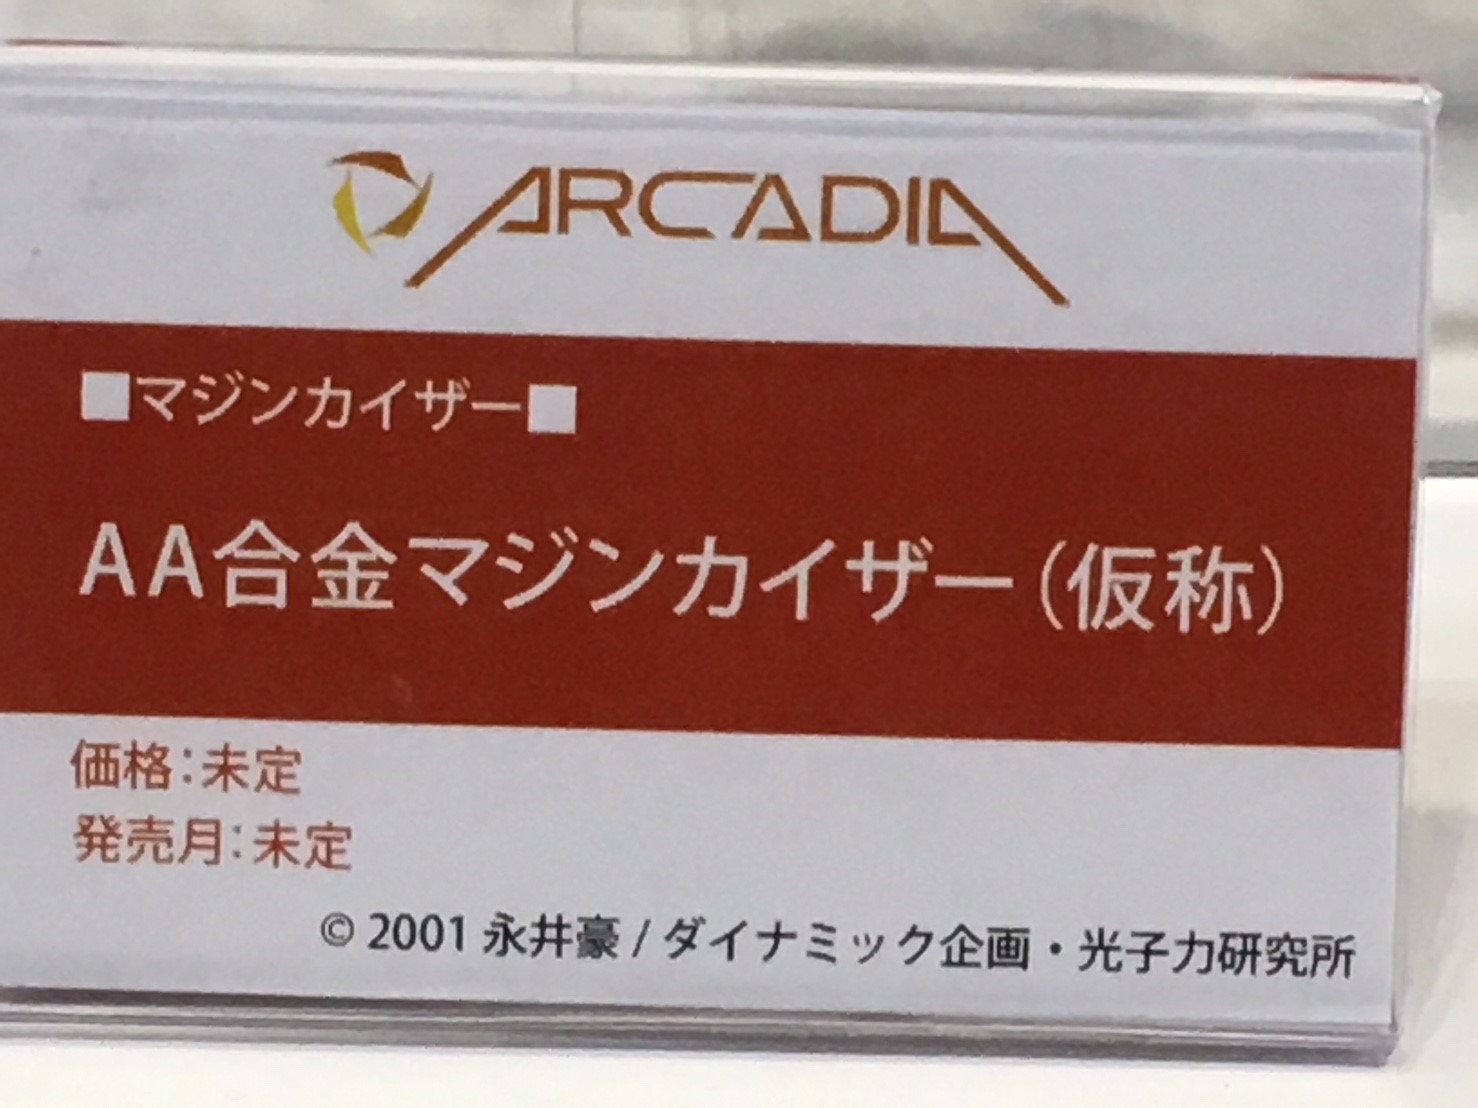 ARCADIA
■マジンカイザー■
AA合金マジンカイザー(仮称)
価格:未定
発売月:未定
© 2001 永井豪 / ダイナミック企画・光子力研究所